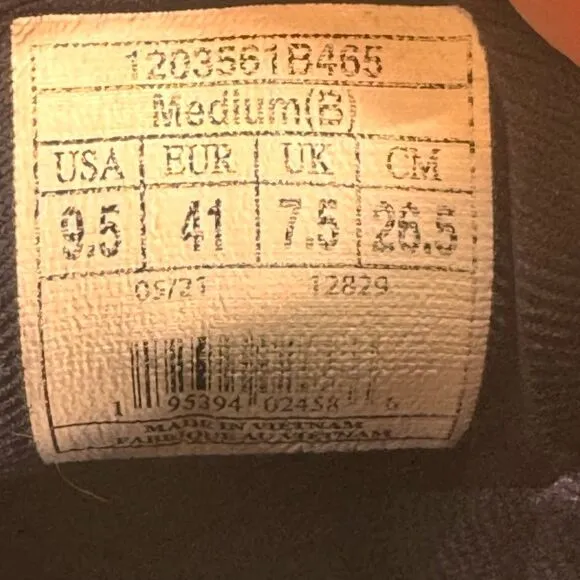 1203561B465
Medium(B)
USA EUR UK CM
9.5 41 7.5 26.5
09/21 12829
1 95394 02458 6
MADE IN VIETNAM
FABRIQUE AU VIETNAM